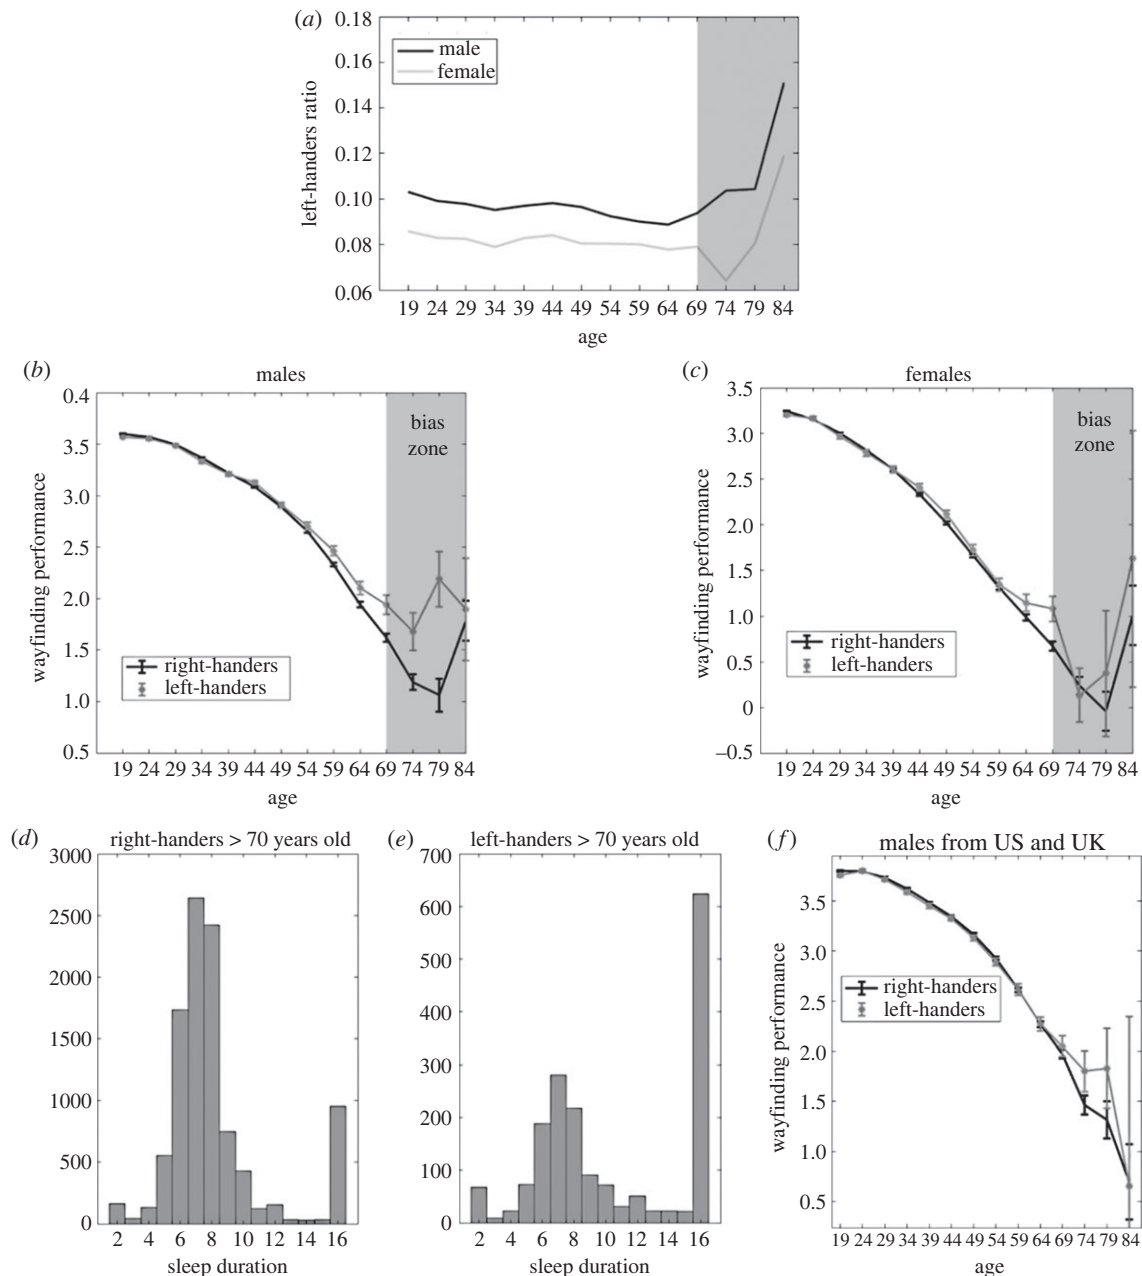 (a)
0.18
0.16
0.14
0.12
0.10
0.08
0.06
left-handers ratio
male
female
19 24 29 34 39 44 49 54 59 64 69 74 79 84
age
(b)
males
0.4
3.5
3.0
2.5
2.0
1.5
1.0
0.5
wayfinding performance
bias
zone
right-handers
left-handers
19 24 29 34 39 44 49 54 59 64 69 74 79 84
age
(c)
females
3.5
3.0
2.5
2.0
1.5
1.0
0.5
0
–0.5
wayfinding performance
bias
zone
right-handers
left-handers
19 24 29 34 39 44 49 54 59 64 69 74 79 84
age
(d)
right-handers > 70 years old
3000
2500
2000
1500
1000
500
0
2 4 6 8 10 12 14 16
sleep duration
(e)
left-handers > 70 years old
700
600
500
400
300
200
100
0
2 4 6 8 10 12 14 16
sleep duration
(f)
males from US and UK
3.5
3.0
2.5
2.0
1.5
1.0
0.5
wayfinding performance
right-handers
left-handers
19 24 29 34 39 44 49 54 59 64 69 74 79 84
age